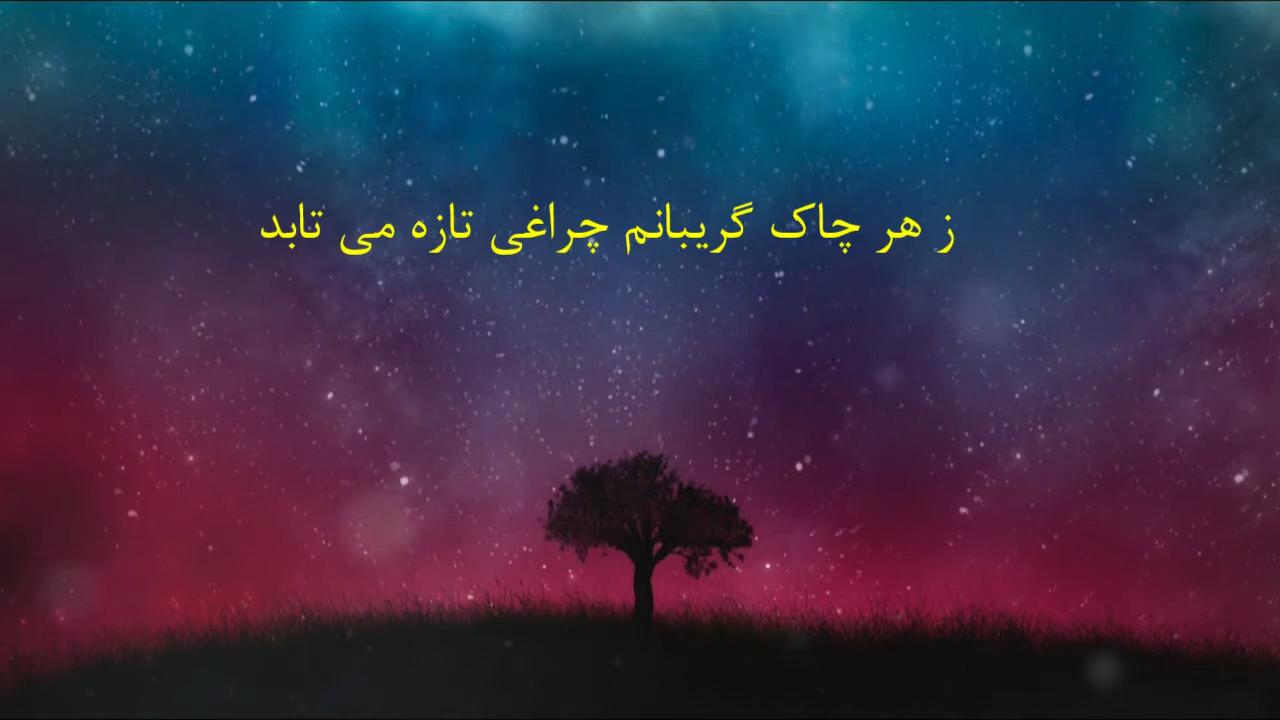 ز هر چاک گریبانم چراغی تازه می تابد